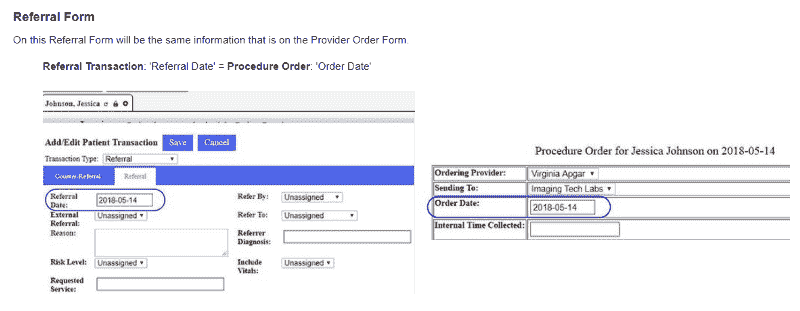 Referral Form
On this Referral Form will be the same information that is on the Provider Order Form
Referral Transaction: 'Referral Date' = Procedure Order: 'Order Date'
Johnson, Jessica
Add/Edit Patient Transaction Save Cancel
Transaction Type: Referral
Counter-Referral Referral
Referral Date: 2018-05-14 Refer By: Unassigned
External Referral: Unassigned Refer To: Unassigned
Reason: Referrer Diagnosis:
Risk Level: Unassigned Include Vitals: Unassigned
Requested Service:
Procedure Order for Jessica Johnson on 2018-05-14
Ordering Provider: Virginia Apgar
Sending To: Imaging Tech Labs
Order Date: 2018-05-14
Internal Time Collected: